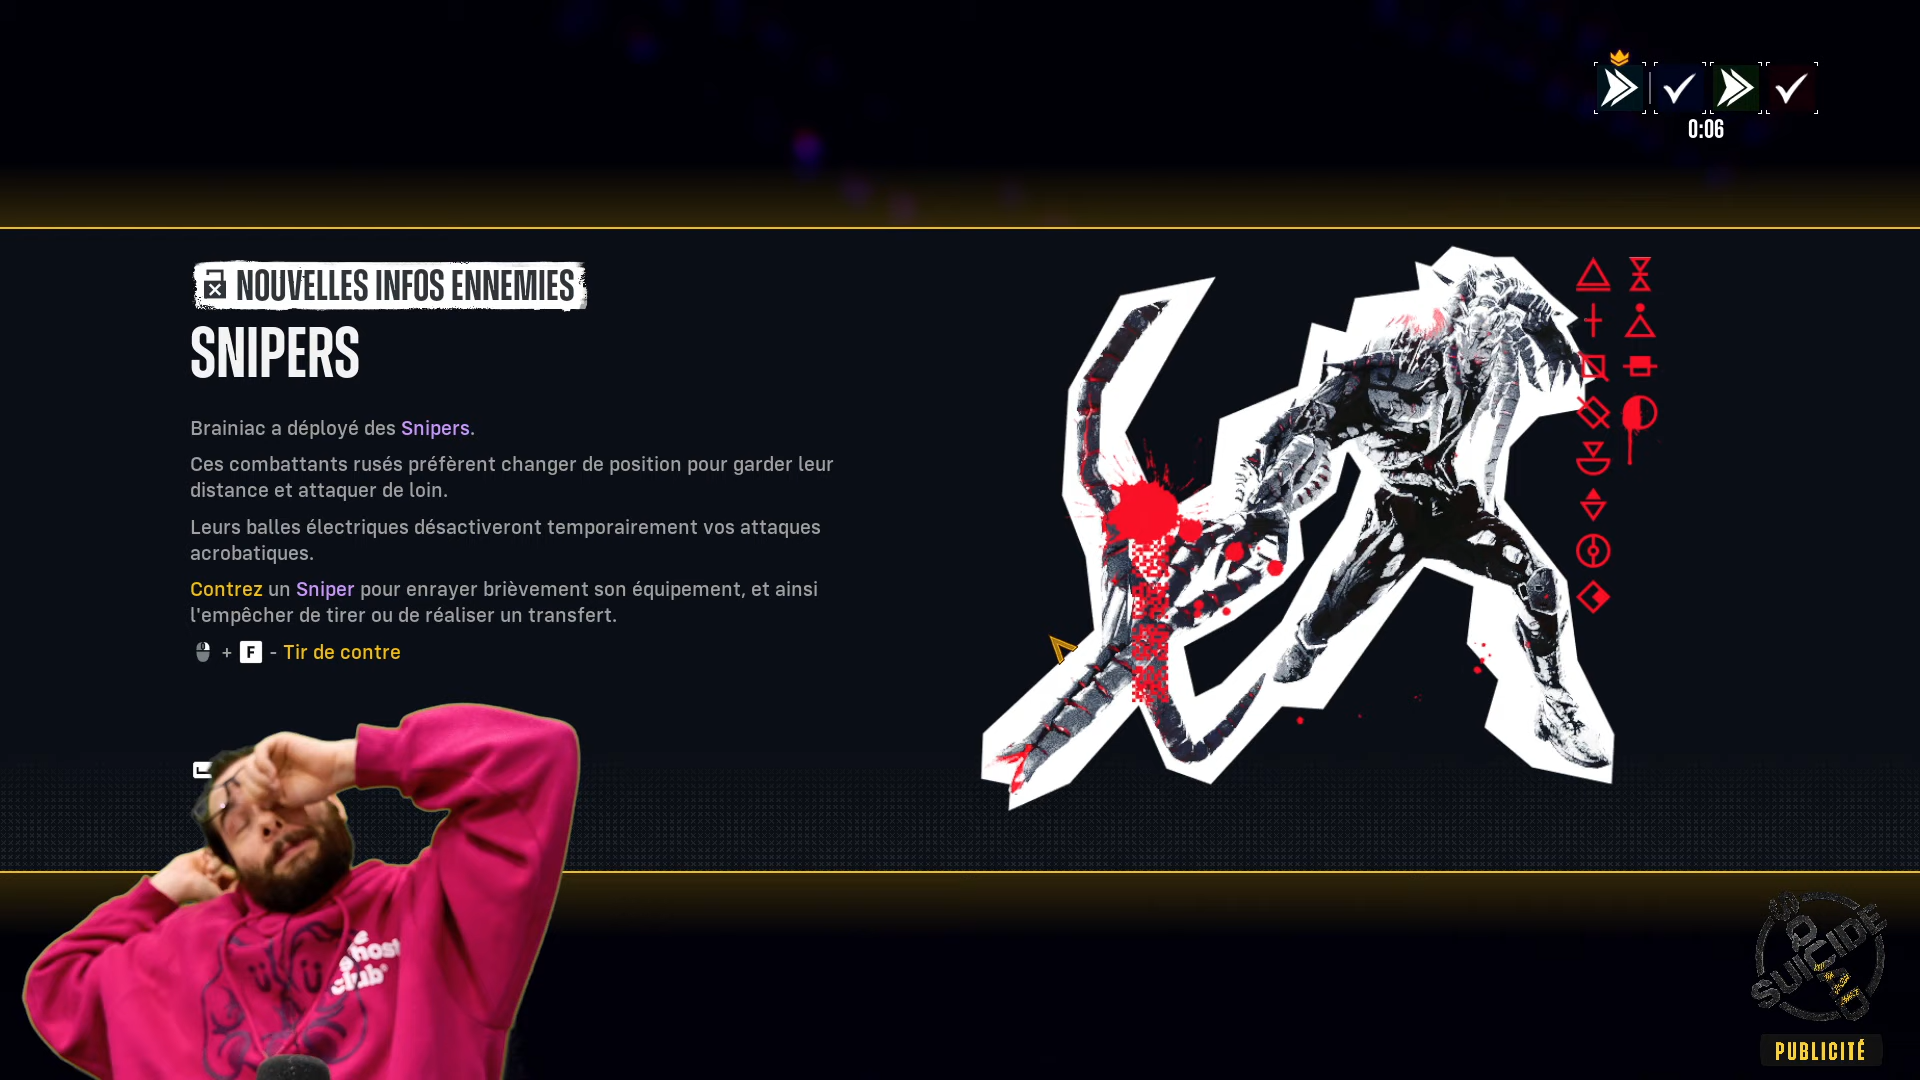 0:06
NOUVELLES INFOS ENNEMIES
SNIPERS
Brainiac a déployé des Snipers.
Ces combattants rusés préfèrent changer de position pour garder leur
distance et attaquer de loin.
Leurs balles électriques désactiveront temporairement vos attaques
acrobatiques.
Contrez un Sniper pour enrayer brièvement son équipement, et ainsi
l'empêcher de tirer ou de réaliser un transfert.
+ F - Tir de contre
host
club
SUICIDE
PUBLICITÉ